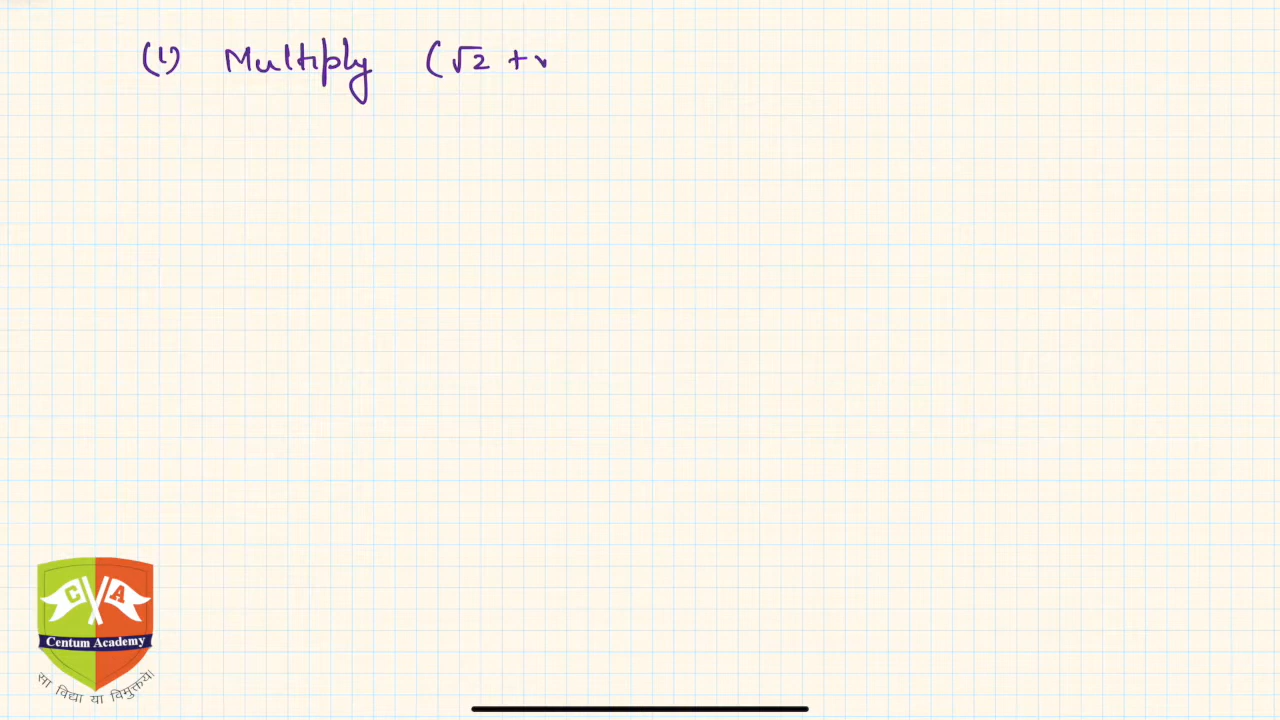 (1) Multiply (√2 +
C A
Centum Academy
सा विद्या या विमुक्तये।